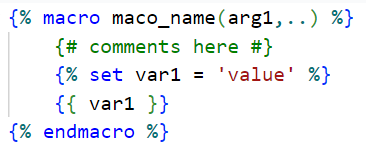 {% macro maco_name(arg1,..) %}
{# comments here #}
{% set var1 = 'value' %}
{{ var1 }}
{% endmacro %}